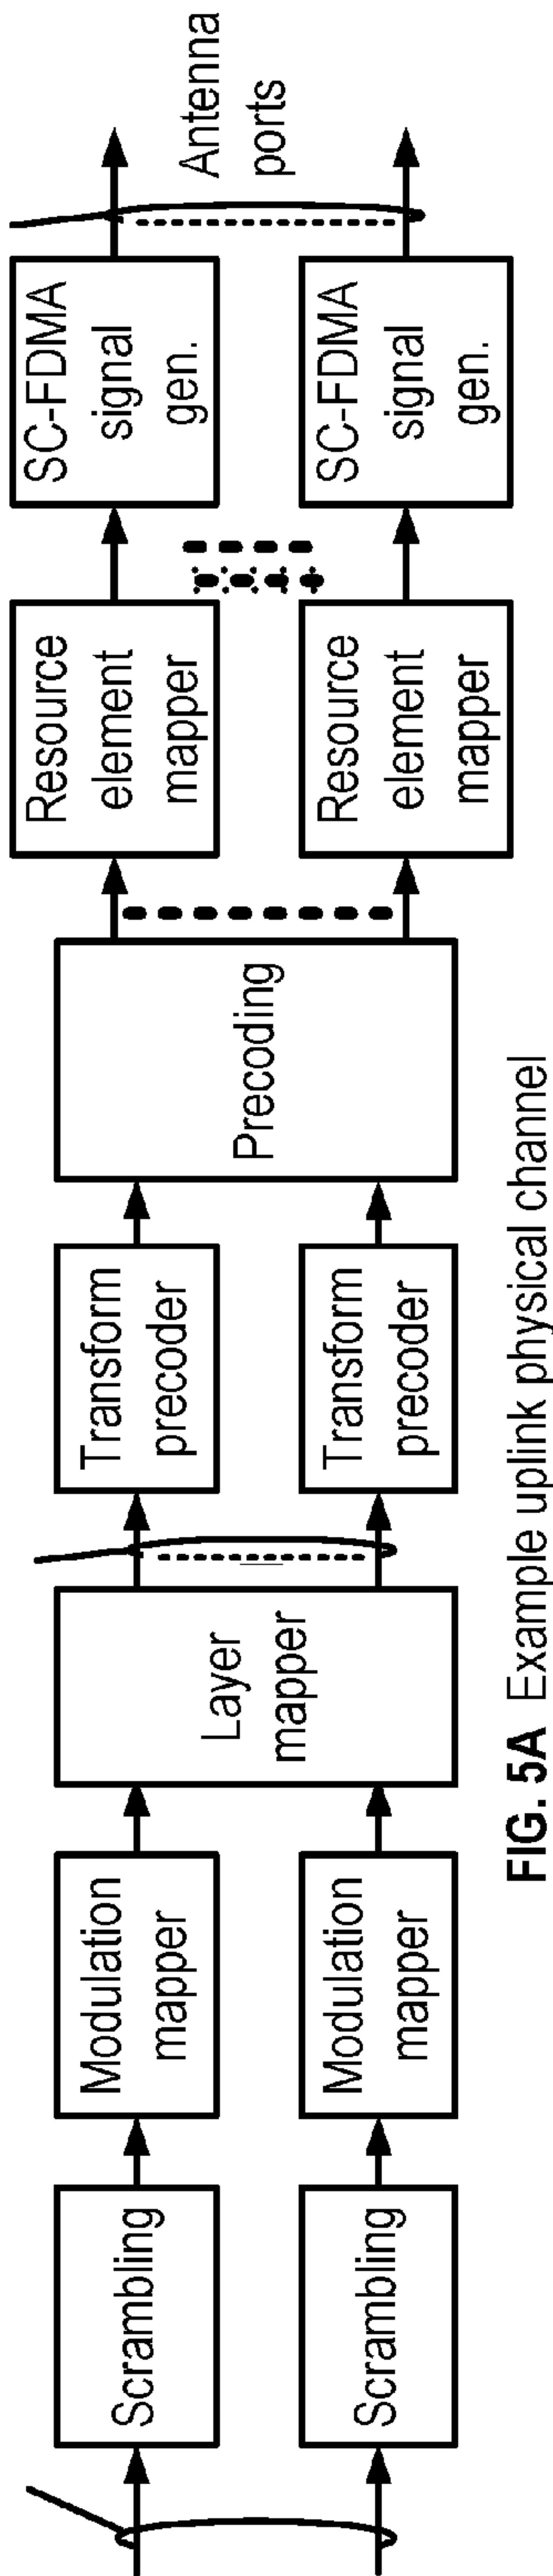 Scrambling
Scrambling
Modulation
mapper
Modulation
mapper
Layer
mapper
Transform
precoder
Transform
precoder
Precoding
Resource
element
mapper
Resource
element
mapper
SC-FDMA
signal
gen.
SC-FDMA
signal
gen.
Antenna
ports
FIG. 5A Example uplink physical channel